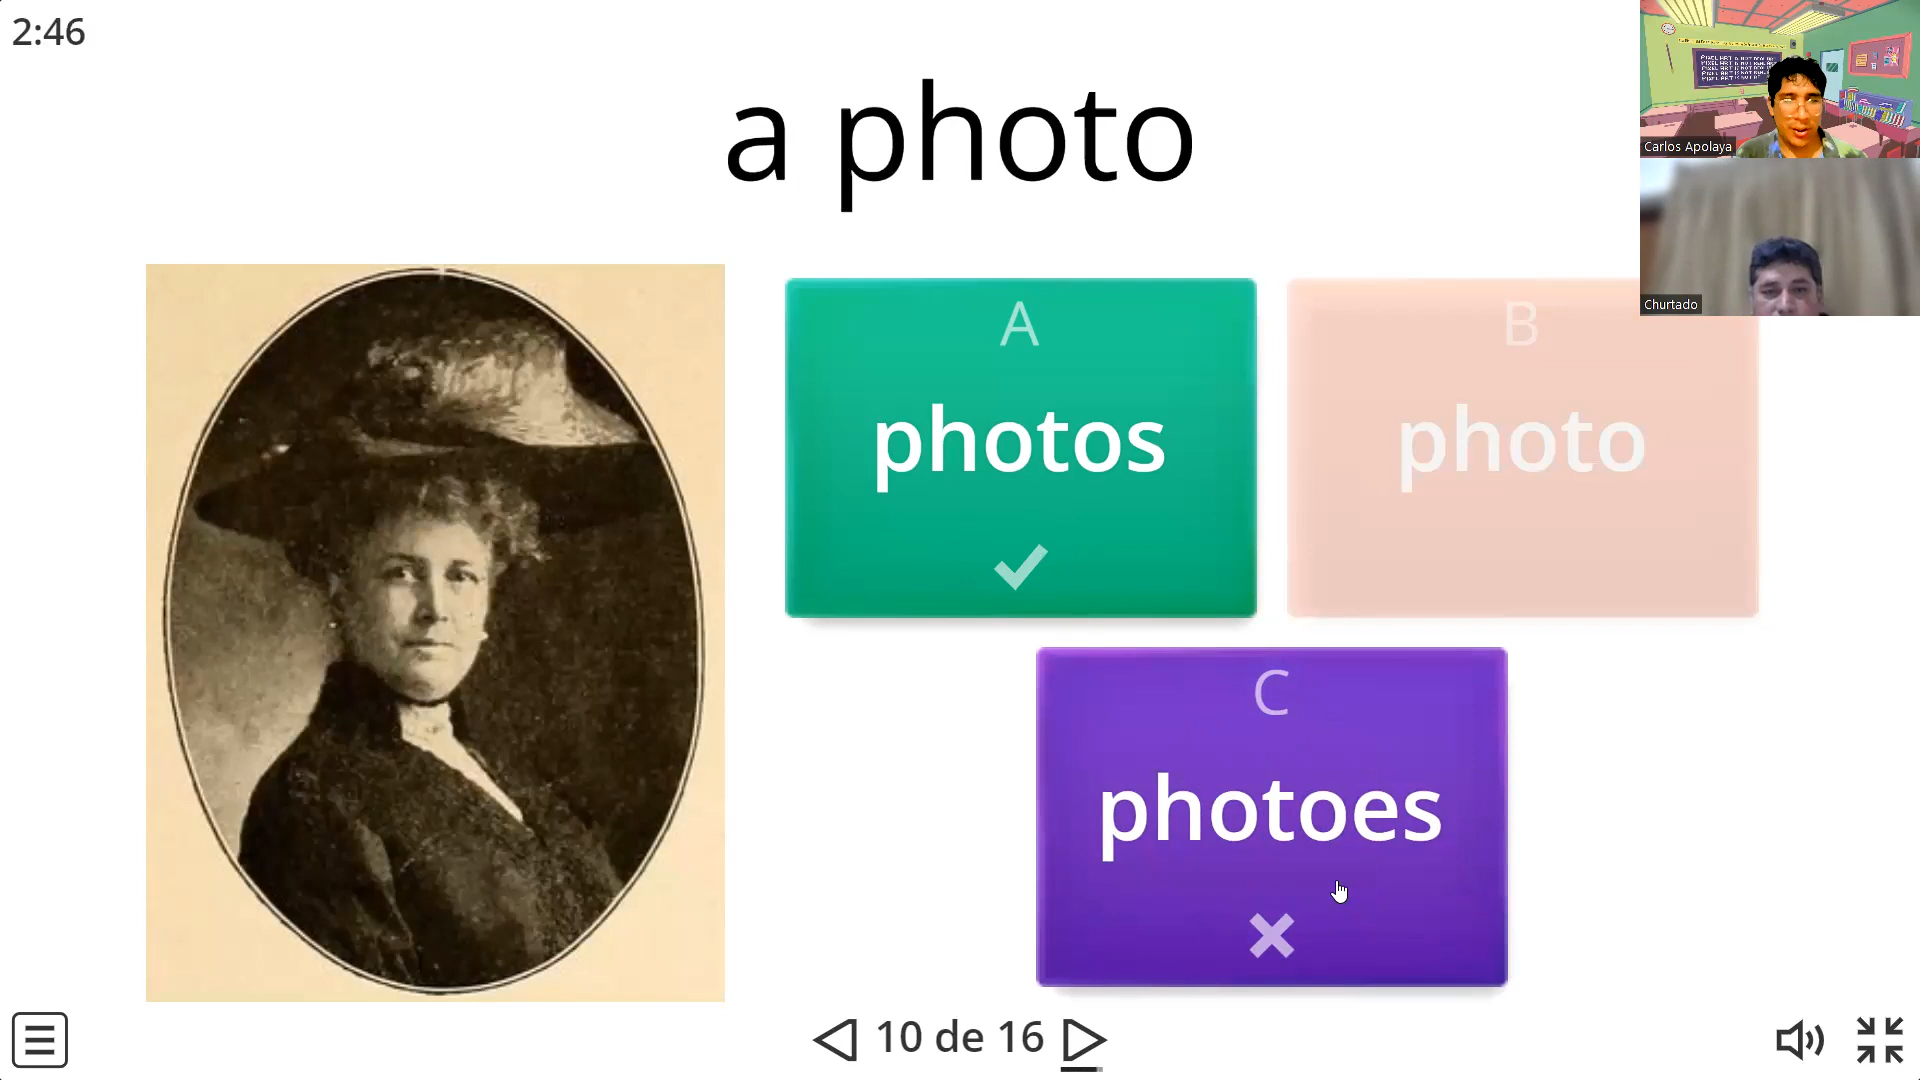 2:46
a photo
Carlos Apolaya
Churtado
A
photos
B
photo
C
photoes
10 de 16